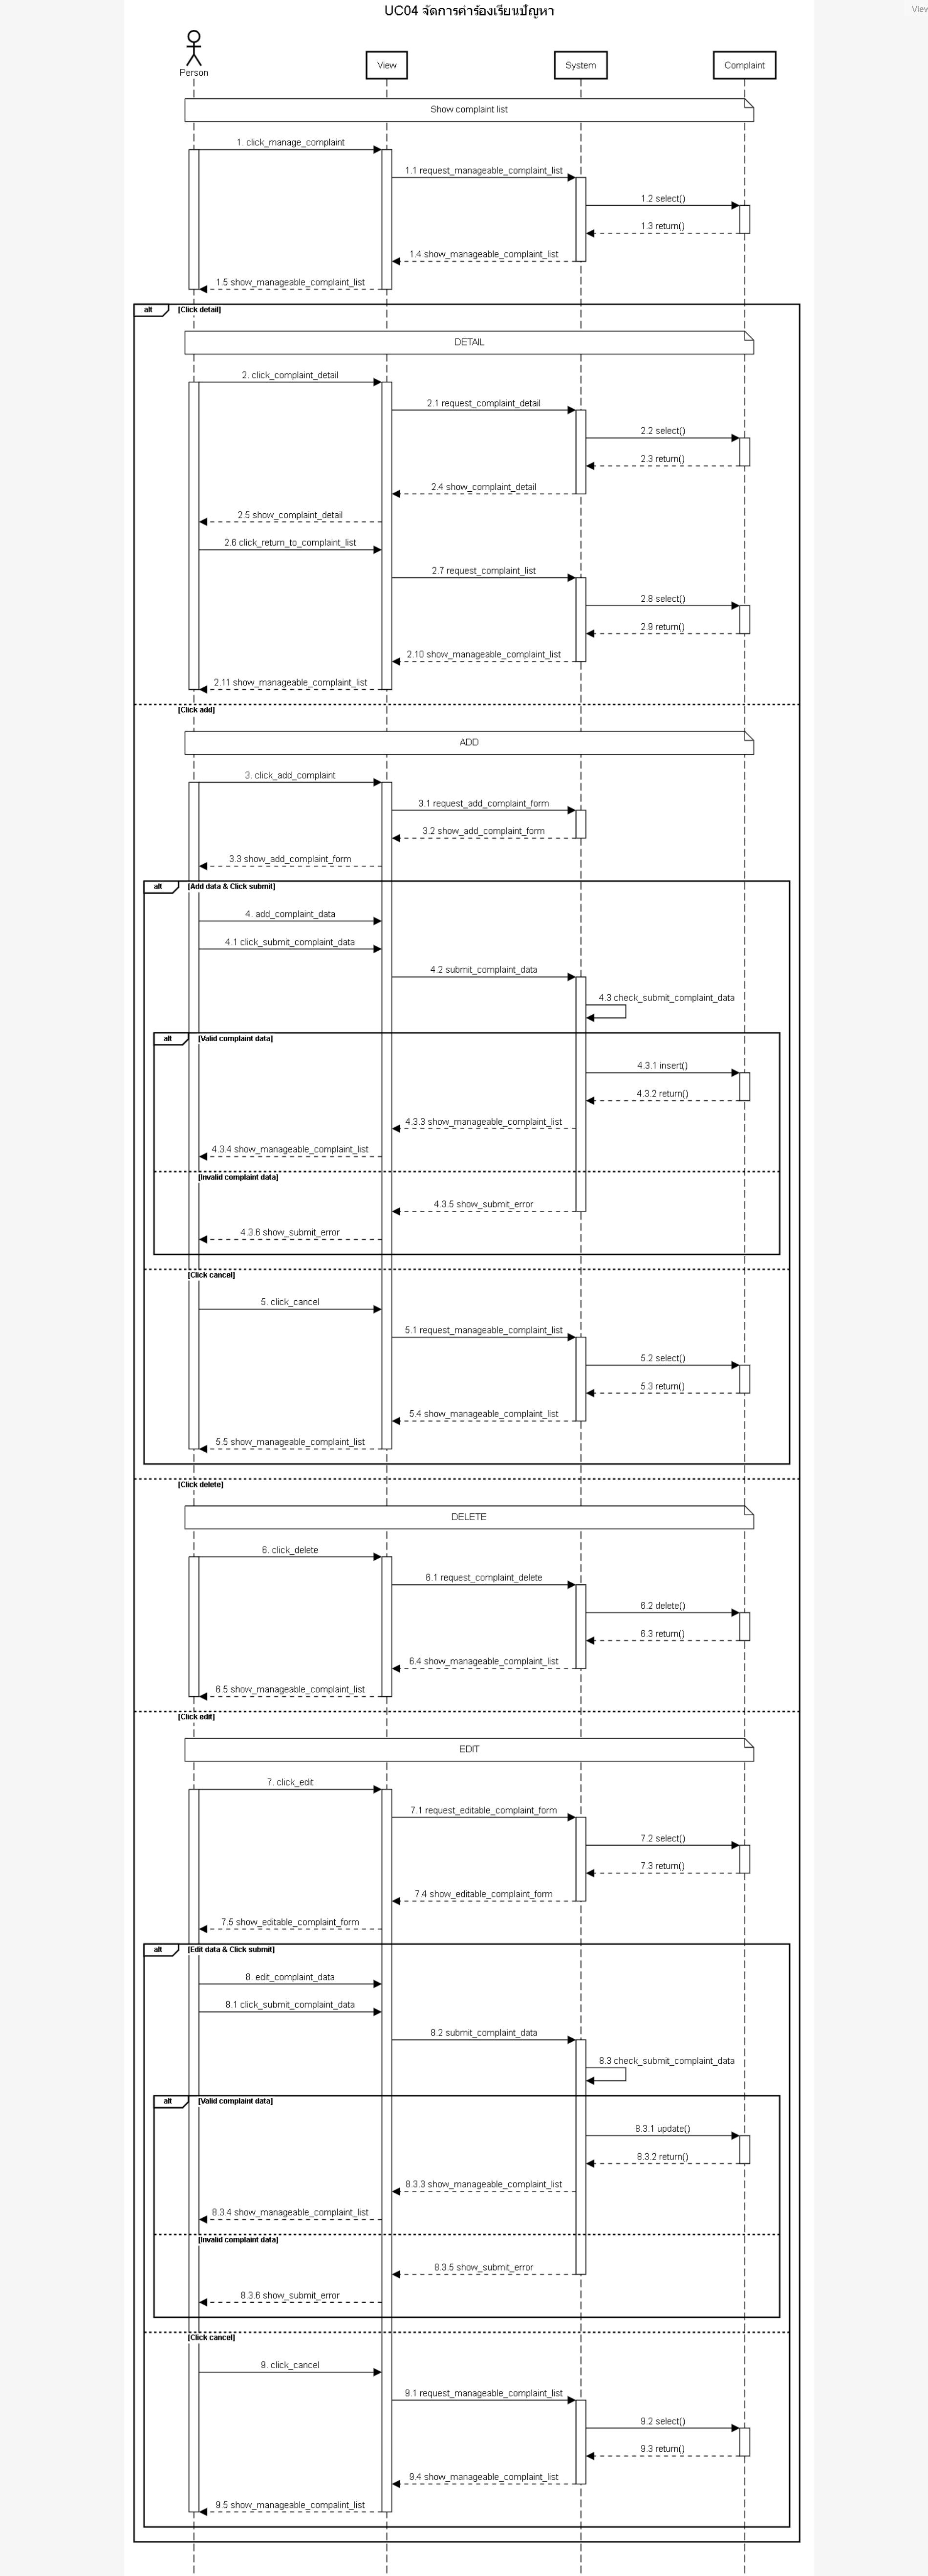 UC04 จัดการคำร้องเรียนปัญหา
View
Person
View
System
Complaint
Show complaint list
1. click_manage_complaint
1.1 request_manageable_complaint_list
1.2 select()
1.3 return()
1.4 show_manageable_complaint_list
1.5 show_manageable_complaint_list
alt [Click detail]
DETAIL
2. click_complaint_detail
2.1 request_complaint_detail
2.2 select()
2.3 return()
2.4 show_complaint_detail
2.5 show_complaint_detail
2.6 click_return_to_complaint_list
2.7 request_complaint_list
2.8 select()
2.9 return()
2.10 show_manageable_complaint_list
2.11 show_manageable_complaint_list
[Click add]
ADD
3. click_add_complaint
3.1 request_add_complaint_form
3.2 show_add_complaint_form
3.3 show_add_complaint_form
alt [Add data & Click submit]
4. add_complaint_data
4.1 click_submit_complaint_data
4.2 submit_complaint_data
4.3 check_submit_complaint_data
alt [Valid complaint data]
4.3.1 insert()
4.3.2 return()
4.3.3 show_manageable_complaint_list
4.3.4 show_manageable_complaint_list
[Invalid complaint data]
4.3.5 show_submit_error
4.3.6 show_submit_error
[Click cancel]
5. click_cancel
5.1 request_manageable_complaint_list
5.2 select()
5.3 return()
5.4 show_manageable_complaint_list
5.5 show_manageable_complaint_list
[Click delete]
DELETE
6. click_delete
6.1 request_complaint_delete
6.2 delete()
6.3 return()
6.4 show_manageable_complaint_list
6.5 show_manageable_complaint_list
[Click edit]
EDIT
7. click_edit
7.1 request_editable_complaint_form
7.2 select()
7.3 return()
7.4 show_editable_complaint_form
7.5 show_editable_complaint_form
alt [Edit data & Click submit]
8. edit_complaint_data
8.1 click_submit_complaint_data
8.2 submit_complaint_data
8.3 check_submit_complaint_data
alt [Valid complaint data]
8.3.1 update()
8.3.2 return()
8.3.3 show_manageable_complaint_list
8.3.4 show_manageable_complaint_list
[Invalid complaint data]
8.3.5 show_submit_error
8.3.6 show_submit_error
[Click cancel]
9. click_cancel
9.1 request_manageable_complaint_list
9.2 select()
9.3 return()
9.4 show_manageable_complaint_list
9.5 show_manageable_compalint_list